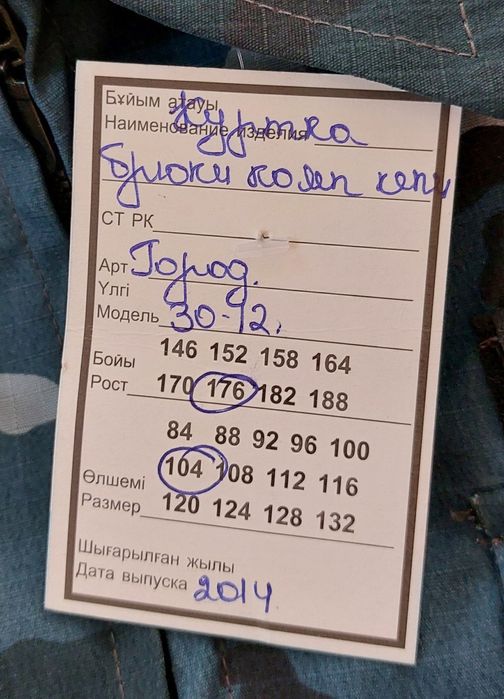 Бұйым атауы
Наименование изделия Куртка
Брюки комп кепи
СТ РК
Арт Город.
Үлгі
Модель 30-12.
146 152 158 164
Бойы
Рост 170 176 182 188
84 88 92 96 100
104 108 112 116
Өлшемі
Размер 120 124 128 132
Шығарылған жылы
Дата выпуска 2014